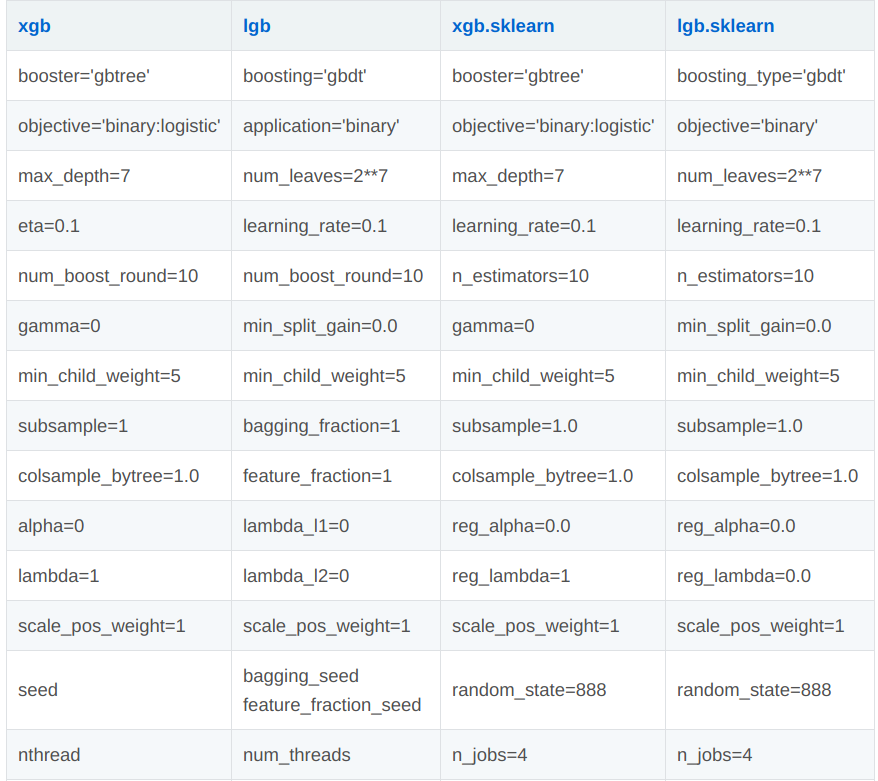 xgb lgb xgb.sklearn lgb.sklearn
booster='gbtree' boosting='gbdt' booster='gbtree' boosting_type='gbdt'
objective='binary:logistic' application='binary' objective='binary:logistic' objective='binary'
max_depth=7 num_leaves=2**7 max_depth=7 num_leaves=2**7
eta=0.1 learning_rate=0.1 learning_rate=0.1 learning_rate=0.1
num_boost_round=10 num_boost_round=10 n_estimators=10 n_estimators=10
gamma=0 min_split_gain=0.0 gamma=0 min_split_gain=0.0
min_child_weight=5 min_child_weight=5 min_child_weight=5 min_child_weight=5
subsample=1 bagging_fraction=1 subsample=1.0 subsample=1.0
colsample_bytree=1.0 feature_fraction=1 colsample_bytree=1.0 colsample_bytree=1.0
alpha=0 lambda_l1=0 reg_alpha=0.0 reg_alpha=0.0
lambda=1 lambda_l2=0 reg_lambda=1 reg_lambda=0.0
scale_pos_weight=1 scale_pos_weight=1 scale_pos_weight=1 scale_pos_weight=1
seed bagging_seed random_state=888 random_state=888
feature_fraction_seed
nthread num_threads n_jobs=4 n_jobs=4